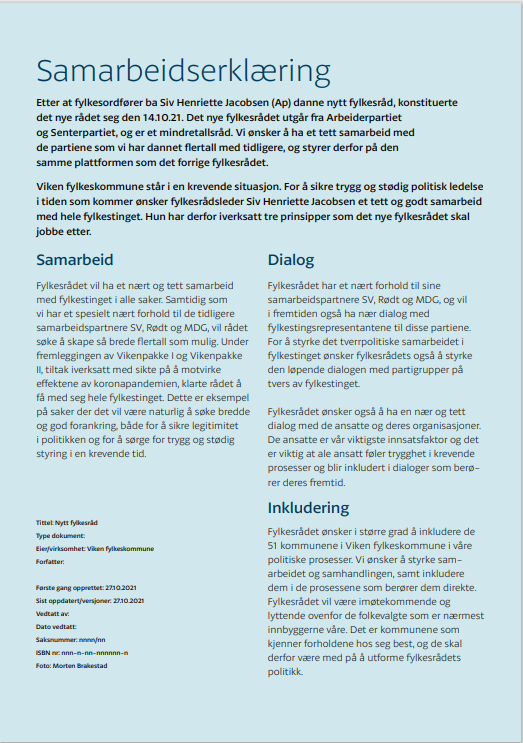 Samarbeidserklæring
Etter at fylkesordfører ba Siv Henriette Jacobsen (Ap) danne nytt fylkesråd, konstituerte
det nye rådet seg den 14.10.21. Det nye fylkesrådet utgår fra Arbeiderpartiet
og Senterpartiet, og er et mindretallsråd. Vi ønsker å ha et tett samarbeid med
de partiene som vi har dannet flertall med tidligere, og styrer derfor på den
samme plattformen som det forrige fylkesrådet.
Viken fylkeskommune står i en krevende situasjon. For å sikre trygg og stødig politisk ledelse
i tiden som kommer ønsker fylkesrådsleder Siv Henriette Jacobsen et tett og godt samarbeid
med hele fylkestinget. Hun har derfor iverksatt tre prinsipper som det nye fylkesrådet skal
jobbe etter.
Samarbeid
Fylkesrådet vil ha et nært og tett samarbeid
med fylkestinget i alle saker. Samtidig som
vi har et spesielt nært forhold til de tidligere
samarbeidspartnere SV, Rødt og MDG, vil rådet
søke å skape så brede flertall som mulig. Under
fremleggingen av Vikenpakke I og Vikenpakke
II, tiltak iverksatt med sikte på å motvirke
effektene av koronapandemien, klarte rådet å
få med seg hele fylkestinget. Dette er eksempel
på saker der det vil være naturlig å søke bredde
og god forankring, både for å sikre legitimitet
i politikken og for å sørge for trygg og stødig
styring i en krevende tid.
Tittel: Nytt fylkesråd
Type dokument:
Eier/virksomhet: Viken fylkeskommune
Forfatter:
Første gang opprettet: 27.10.2021
Sist oppdatert/versjoner: 27.10.2021
Vedtatt av:
Dato vedtatt:
Saksnummer: nnnn/nn
ISBN nr: nnn-n-nn-nnnnnn-n
Foto: Morten Brakestad
Dialog
Fylkesrådet har et nært forhold til sine
samarbeidspartnere SV, Rødt og MDG, og vil
i fremtiden også ha nær dialog med
fylkestingsrepresentantene til disse partiene.
For å styrke det tverrpolitiske samarbeidet i
fylkestinget ønsker fylkesrådets også å styrke
den løpende dialogen med partigrupper på
tvers av fylkestinget.
Fylkesrådet ønsker også å ha en nær og tett
dialog med de ansatte og deres organisasjoner.
De ansatte er vår viktigste innsatsfaktor og det
er viktig at ale ansatt føler trygghet i krevende
prosesser og blir inkludert i dialoger som berø-
rer deres fremtid.
Inkludering
Fylkesrådet ønsker i større grad å inkludere de
51 kommunene i Viken fylkeskommune i våre
politiske prosesser. Vi ønsker å styrke sam-
arbeidet og samhandlingen, samt inkludere
dem i de prosessene som berører dem direkte.
Fylkesrådet vil være imøtekommende og
lyttende ovenfor de folkevalgte som er nærmest
innbyggerne våre. Det er kommunene som
kjenner forholdene hos seg best, og de skal
derfor være med på å utforme fylkesrådets
politikk.